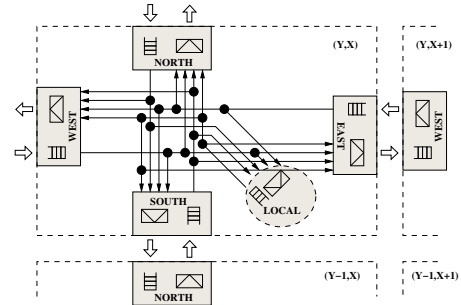 NORTH
(Y,X)
(Y,X+1)
WEST
EAST
WEST
SOUTH
LOCAL
NORTH
(Y−1,X)
(Y−1,X+1)